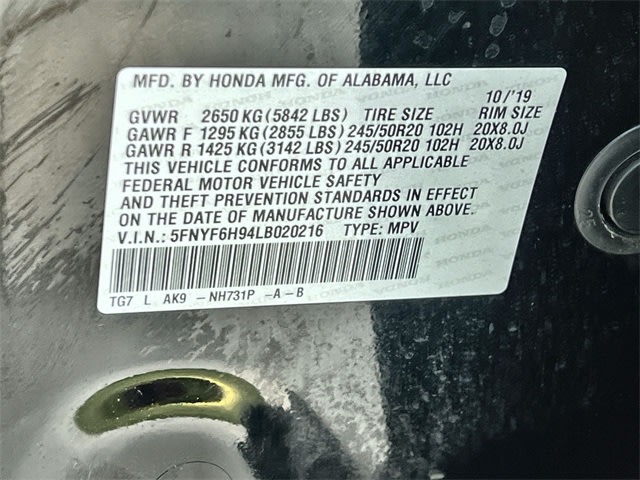 MFD. BY HONDA MFG. OF ALABAMA, LLC
10/'19
GVWR 2650 KG (5842 LBS) TIRE SIZE RIM SIZE
GAWR F 1295 KG (2855 LBS) 245/50R20 102H 20X8.0J
GAWR R 1425 KG (3142 LBS) 245/50R20 102H 20X8.0J
THIS VEHICLE CONFORMS TO ALL APPLICABLE
FEDERAL MOTOR VEHICLE SAFETY
AND THEFT PREVENTION STANDARDS IN EFFECT
ON THE DATE OF MANUFACTURE SHOWN ABOVE.
V.I.N.: 5FNYF6H94LB020216 TYPE: MPV
TG7 L AK9 -NH731P -A-B